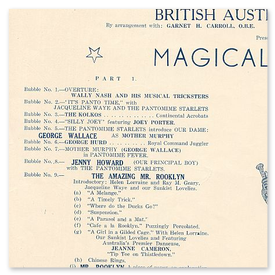 BRITISH AUST
By arrangement with: GARNET H. CARROLL, O.B.E.
Pres
MAGICAL
PART 1.
Bubble No. 1.—OVERTURE:
WALLY NASH AND HIS MUSICAL TRICKSTERS
Bubble No. 2.—"IT'S PANTO TIME," with
JACQUELINE WAYE AND THE PANTOMIME STARLETS
Bubble No. 3.—THE KOLKOS . . . . . . . . . . . Continental Acrobats
Bubble No. 4.—"SILLY JOEY" featuring JOEY PORTER.
Bubble No. 5.—THE PANTOMIME STARLETS introduce OUR DAME:
GEORGE WALLACE as MOTHER MURPHY
Bubble No. 6.—GEORGE HURD . . . . . . . . Royal Command Juggler
Bubble No. 7.—MOTHER MURPHY (GEORGE WALLACE)
in PANTOMIME FEVER.
Bubble No. 8.— JENNY HOWARD (OUR PRINCIPAL BOY)
with THE PANTOMIME STARLETS.
Bubble No. 9.—
THE AMAZING MR. ROOKLYN
Introducing: Helen Lorraine and Ray M. Geary.
Jacqueline Waye and our Sunkist Lovelies.
(a) "A Melange."
(b) "A Timely Trick."
(c) "Where do the Ducks Go?"
(d) "Suspension."
(e) "A Parasol and a Mat."
(f) "Cafe a la Rooklyn." Puzzlingly Percolated.
(g) "A Girl in a Gilded Cage." With Helen Lorraine.
Our Sunkist Lovelies and Featuring
Australia's Premier Danseuse,
JEANNE CAMERON,
"Tip Toe on Thistledown."
(h) Chinese Rings.
(i) MR. ROOKLYN